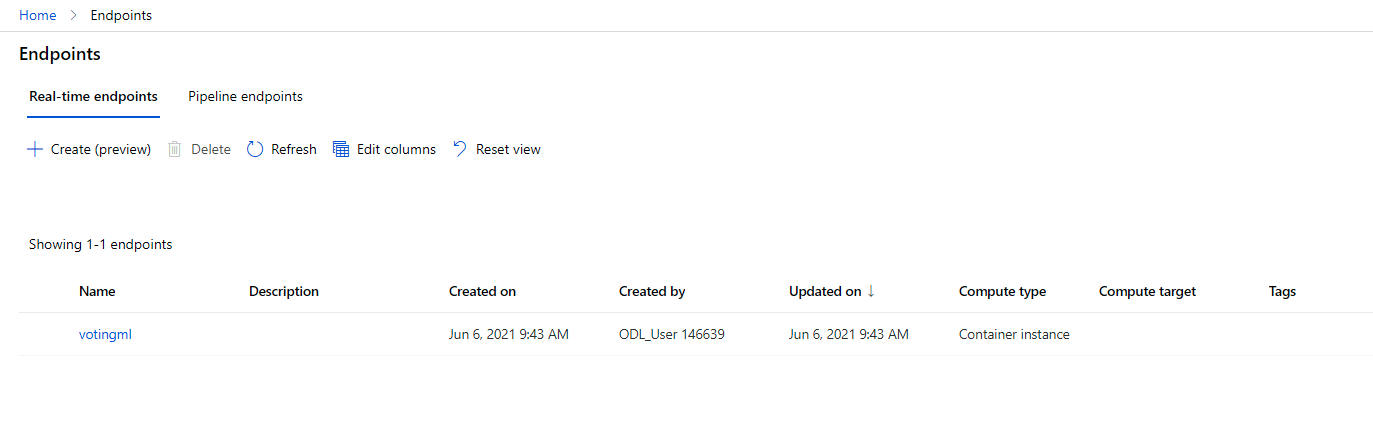 Home > Endpoints
Endpoints
Real-time endpoints Pipeline endpoints
Create (preview) Delete Refresh Edit columns Reset view
Showing 1-1 endpoints
Name Description Created on Created by Updated on ↓ Compute type Compute target Tags
votingml Jun 6, 2021 9:43 AM ODL_User 146639 Jun 6, 2021 9:43 AM Container instance